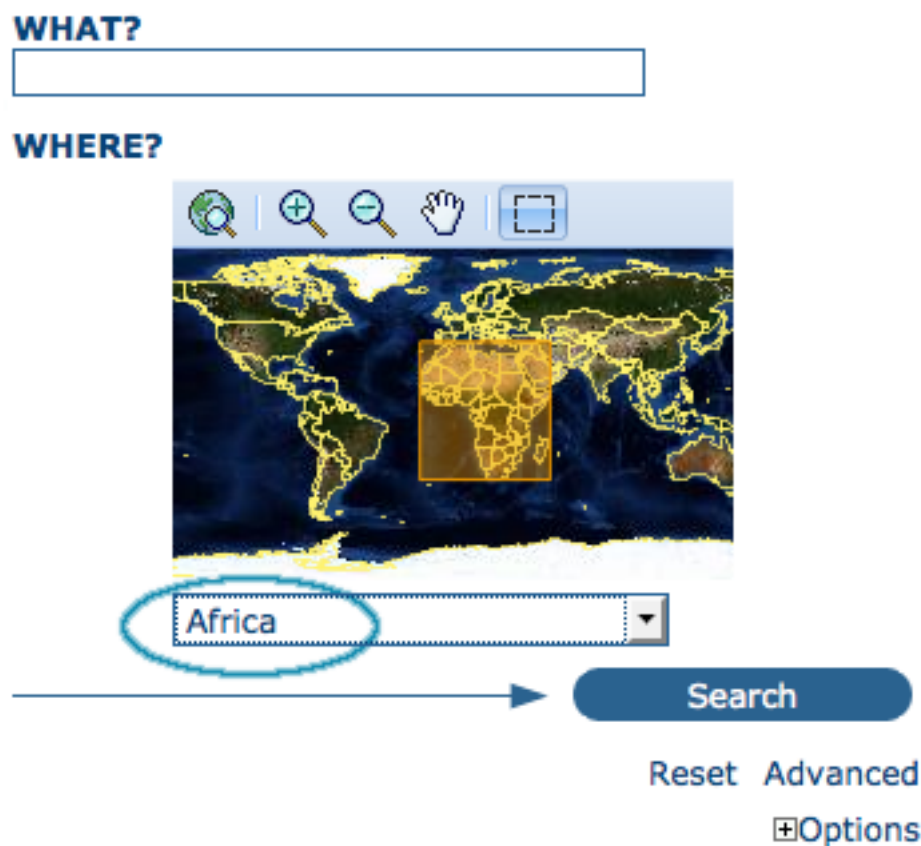 WHAT?
WHERE?
Africa
Search
Reset Advanced
Options